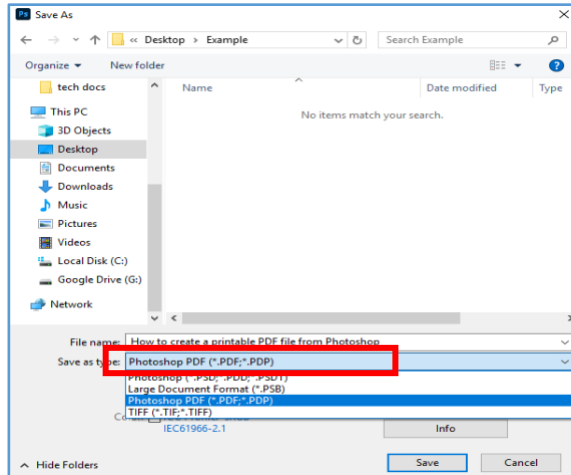 Ps Save As
« Desktop › Example
Search Example
Organize
New folder
tech docs
This PC
3D Objects
Desktop
Documents
Downloads
Music
Pictures
Videos
Local Disk (C:)
Google Drive (G:)
Network
Name
Date modified
Type
No items match your search.
File name: How to create a printable PDF file from Photoshop
Save as type: Photoshop PDF (*.PDF;*.PDP)
Photoshop (*.PSD;*.PDD;*.PSDT)
Large Document Format (*.PSB)
Photoshop PDF (*.PDF;*.PDP)
TIFF (*.TIF;*.TIFF)
IEC61966-2.1
Info
Hide Folders
Save
Cancel